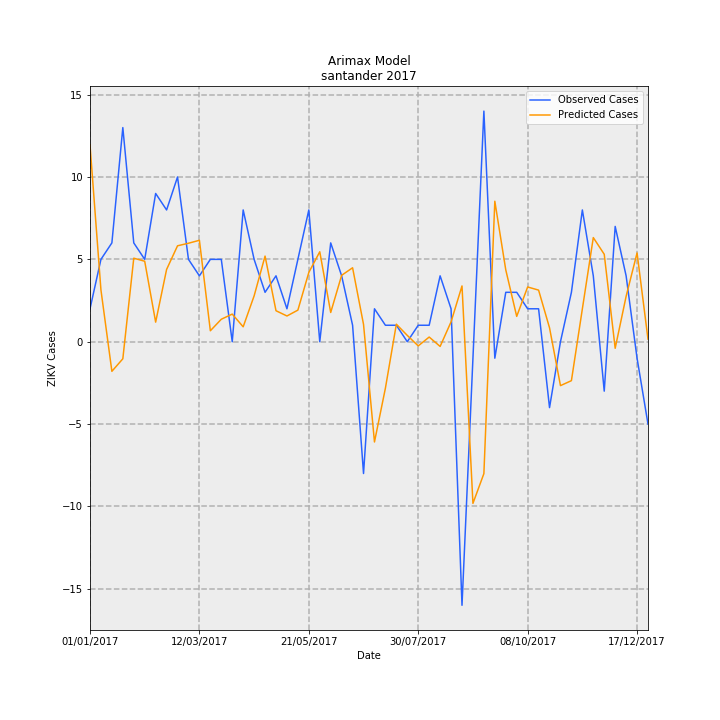 Arimax Model
santander 2017
Observed Cases
Predicted Cases
15
10
5
0
−5
−10
−15
ZIKV Cases
01/01/2017
12/03/2017
21/05/2017
30/07/2017
08/10/2017
17/12/2017
Date